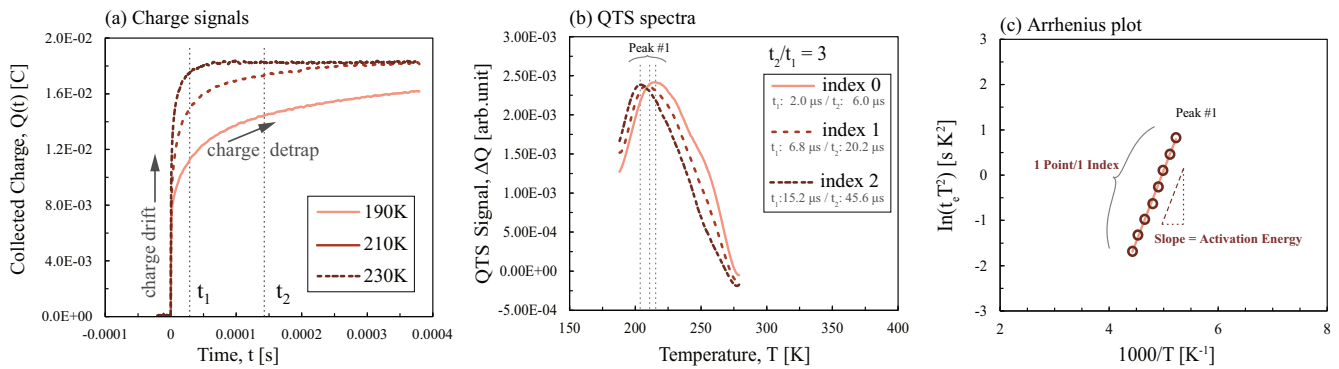 (a) Charge signals
Collected Charge, Q(t) [C]
2.0E-02
1.6E-02
1.2E-02
8.0E-03
4.0E-03
0.0E+00
-0.0001
0
0.0001
0.0002
0.0003
0.0004
Time, t [s]
charge drift
charge detrap
t1
t2
190K
210K
230K
(b) QTS spectra
QTS Signal, ΔQ [arb.unit]
3.00E-03
2.50E-03
2.00E-03
1.50E-03
1.00E-03
5.00E-04
0.00E+00
-5.00E-04
150
200
250
300
350
400
Temperature, T [K]
Peak #1
t2/t1 = 3
index 0
t1: 2.0 μs / t2: 6.0 μs
index 1
t1: 6.8 μs / t2: 20.2 μs
index 2
t1:15.2 μs / t2: 45.6 μs
(c) Arrhenius plot
In(teT2) [s K2]
3
2
1
0
-1
-2
-3
2
4
6
8
1000/T [K-1]
Peak #1
1 Point/1 Index
Slope = Activation Energy